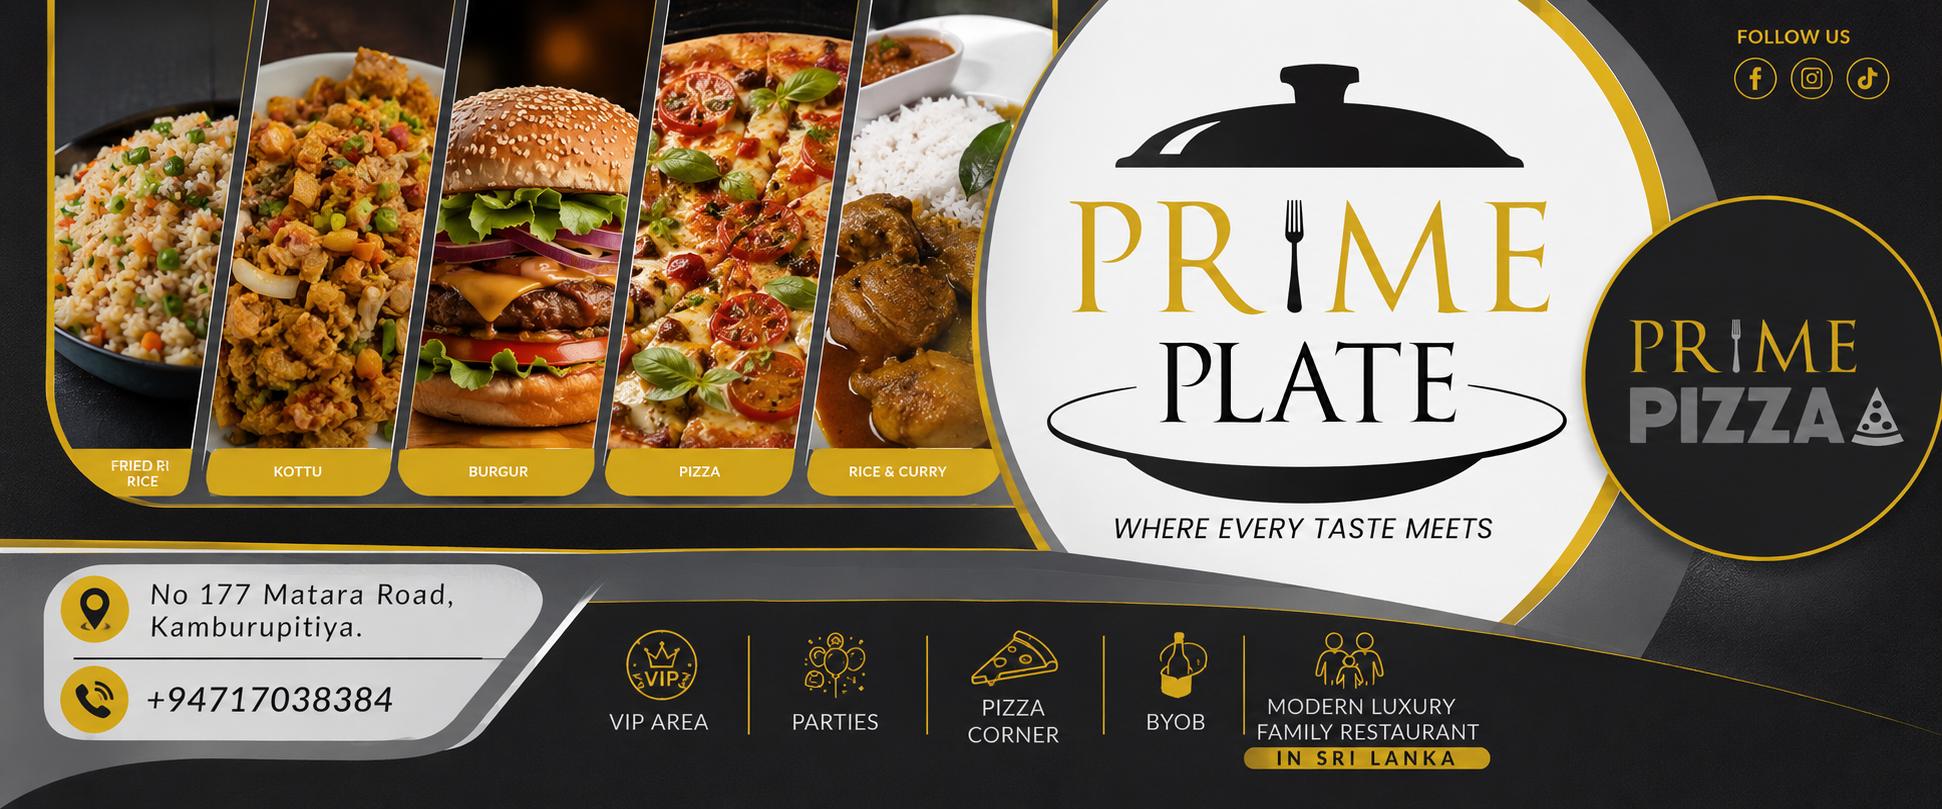 FOLLOW US
PRIME
PLATE
WHERE EVERY TASTE MEETS
PRIME
PIZZA
FRIED RI
RICE
KOTTU
BURGUR
PIZZA
RICE & CURRY
No 177 Matara Road,
Kamburupitiya.
+94717038384
VIP
VIP AREA
PARTIES
PIZZA
CORNER
BYOB
MODERN LUXURY
FAMILY RESTAURANT
IN SRI LANKA